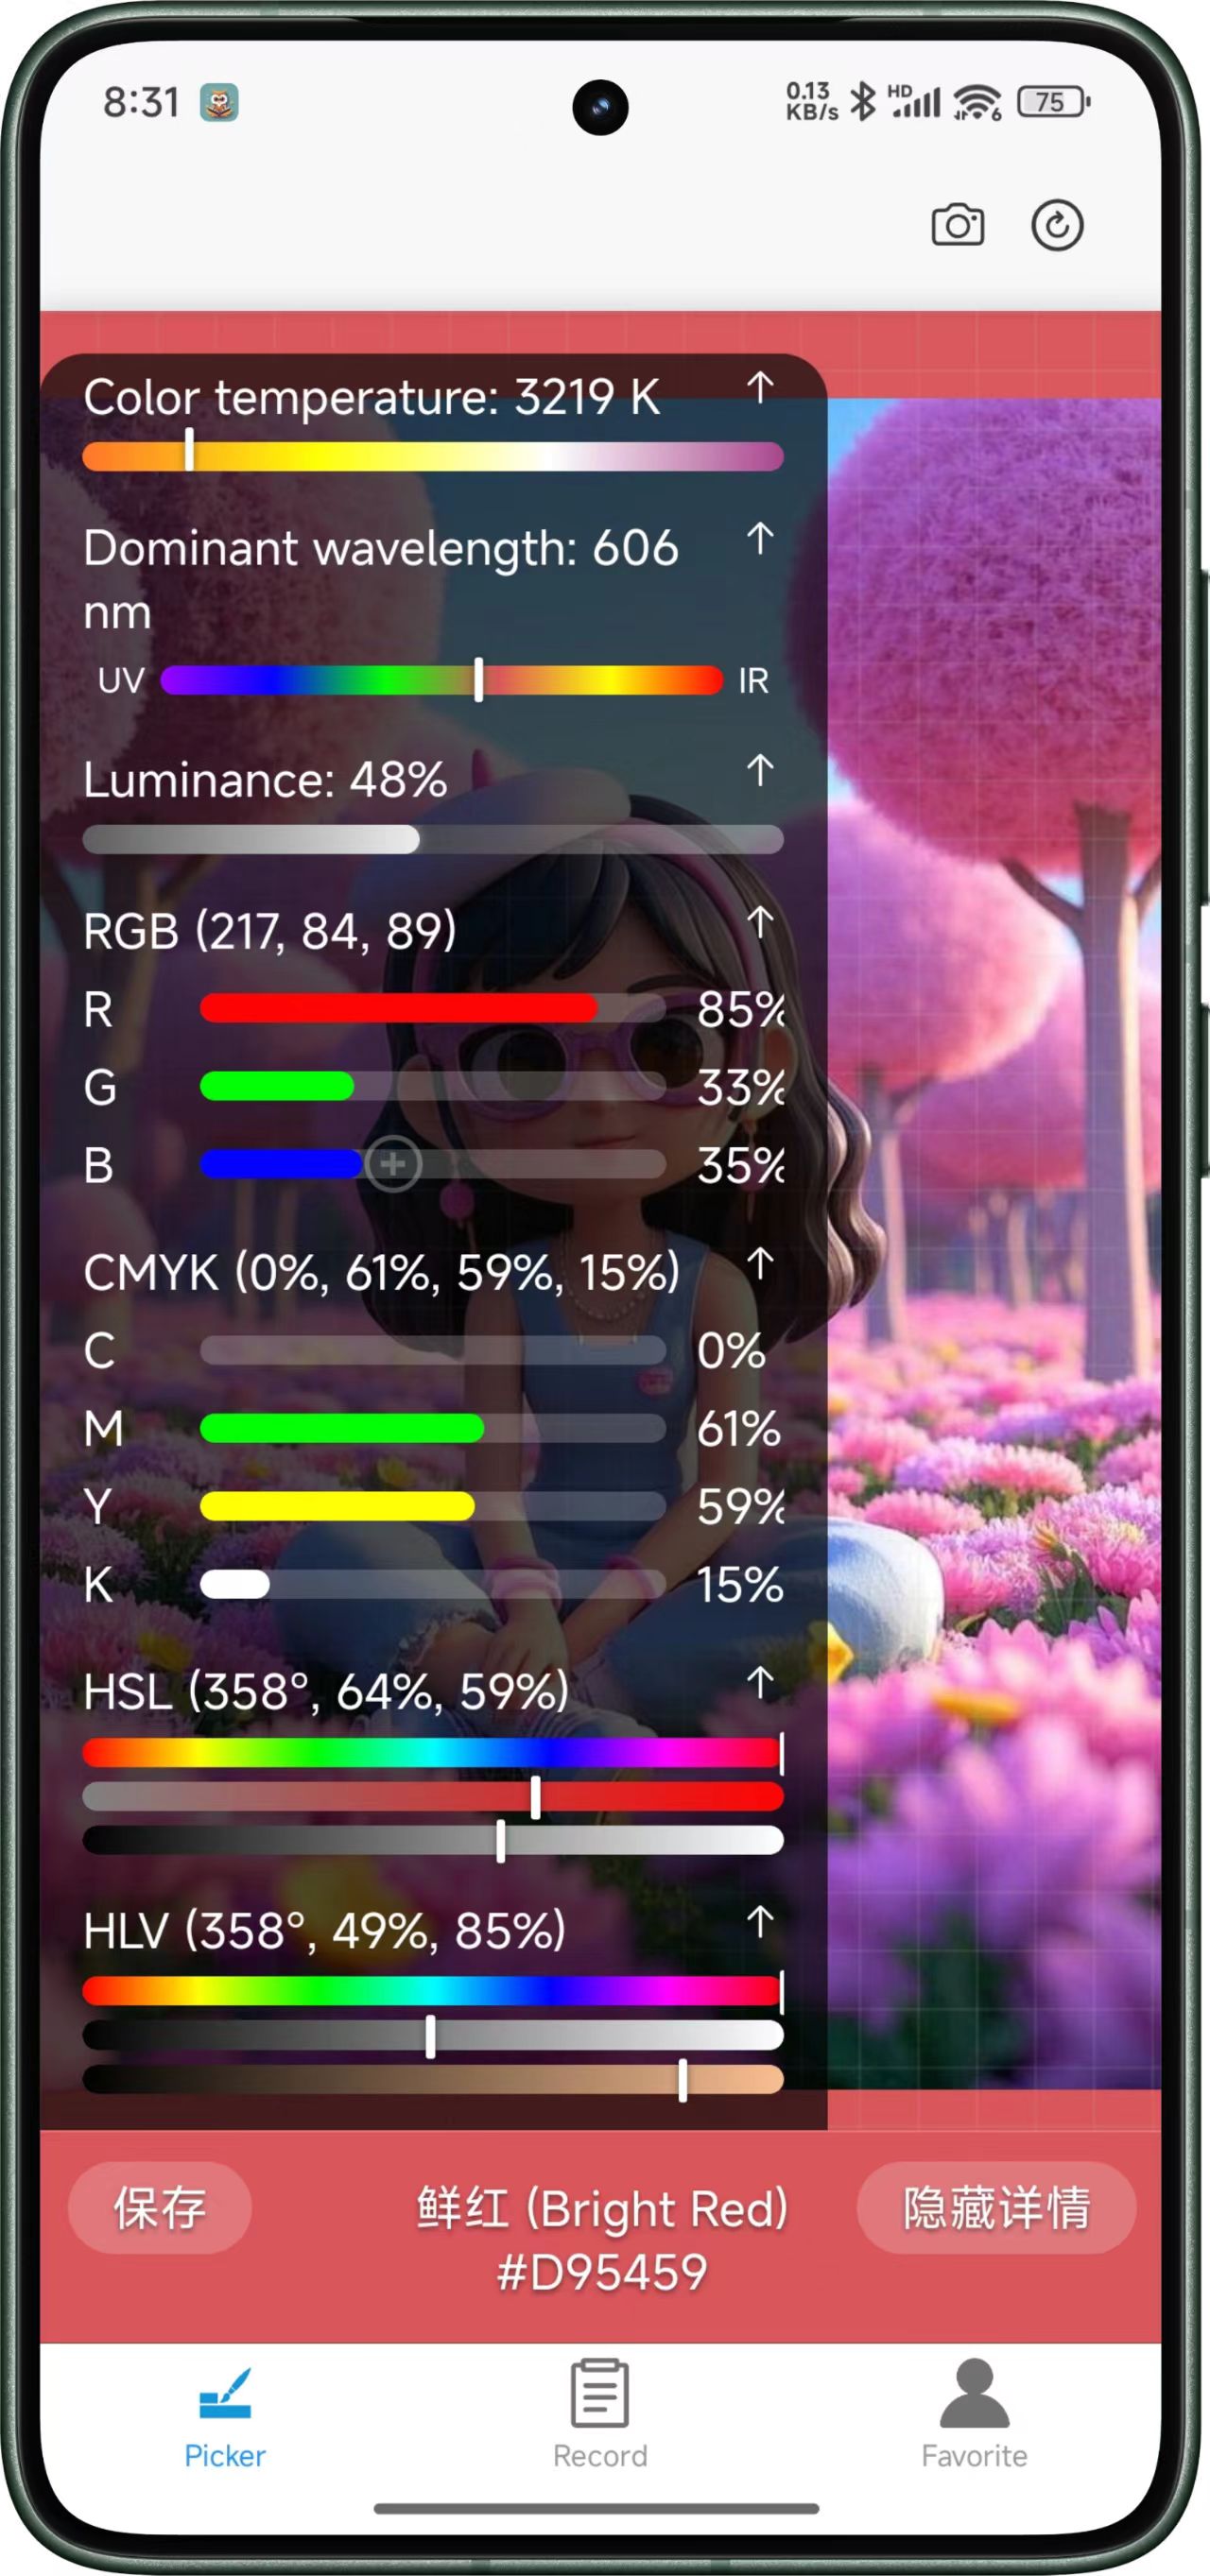 8:31
0.13
KB/s
HD
6
75
Color temperature: 3219 K
Dominant wavelength: 606
nm
UV
IR
Luminance: 48%
RGB (217, 84, 89)
R 85%
G 33%
B 35%
CMYK (0%, 61%, 59%, 15%)
C 0%
M 61%
Y 59%
K 15%
HSL (358°, 64%, 59%)
HLV (358°, 49%, 85%)
保存
鲜红 (Bright Red)
#D95459
隐藏详情
Picker
Record
Favorite